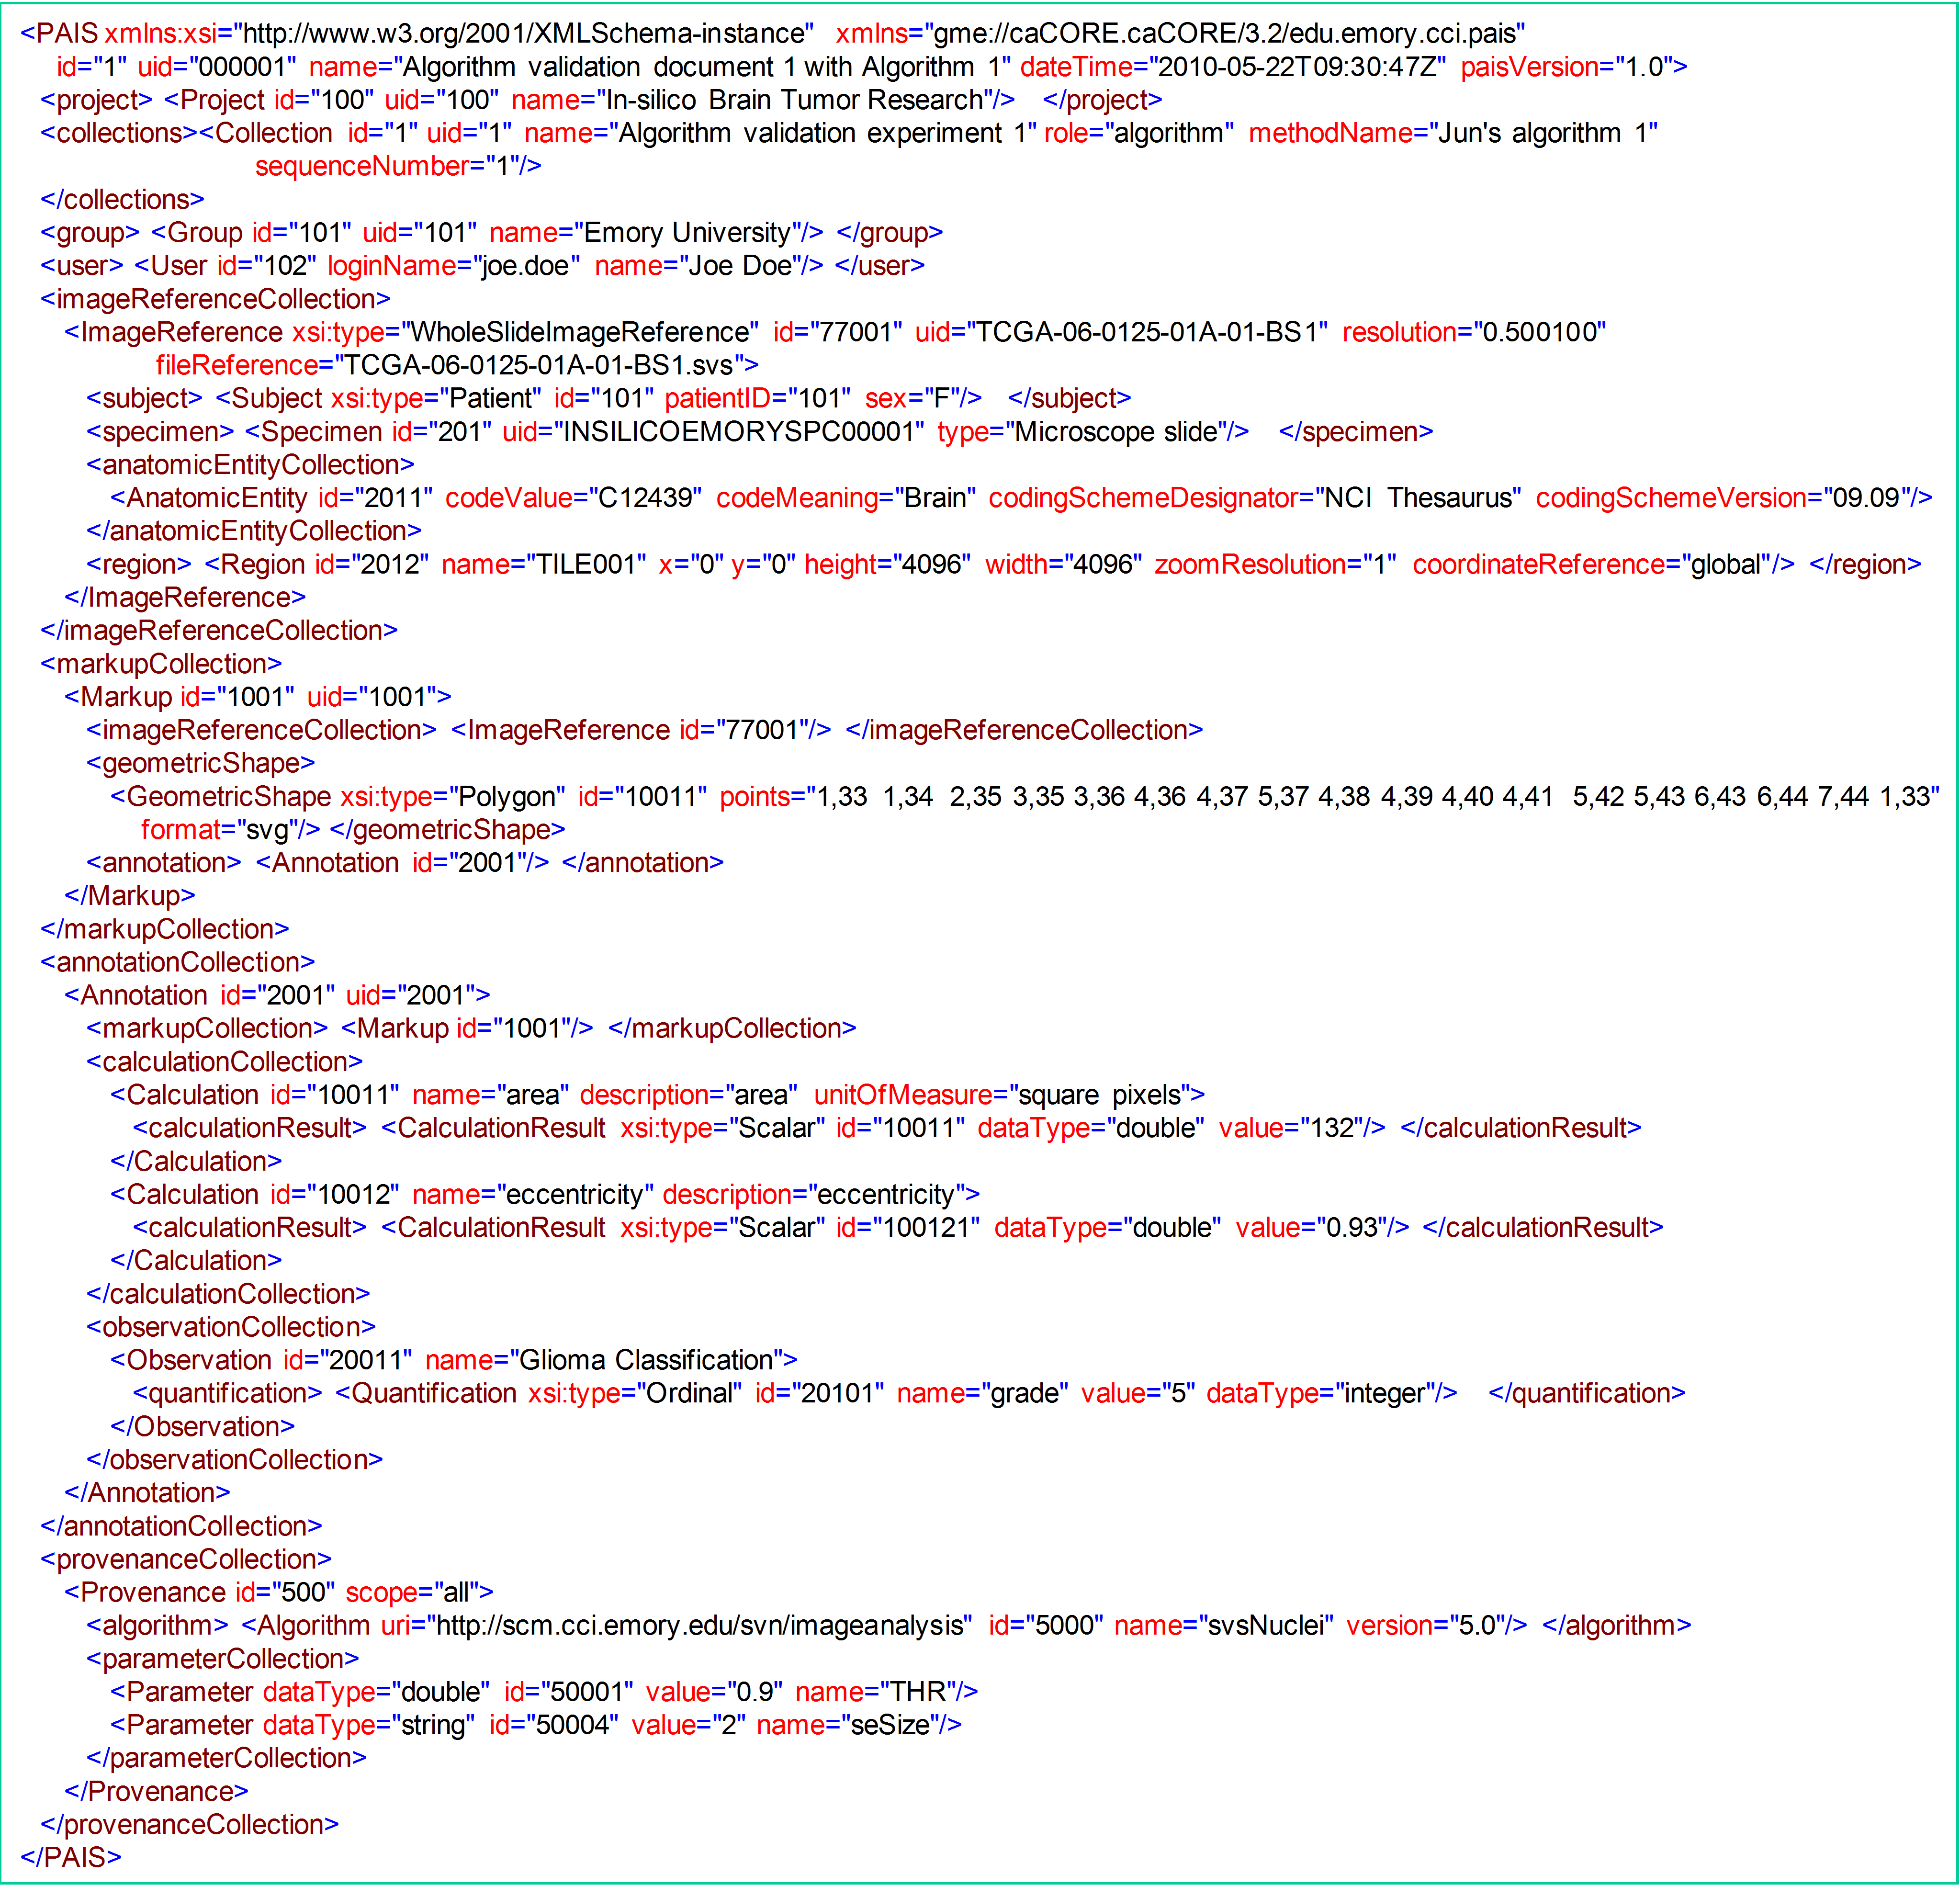 <PAIS xmlns:xsi="http://www.w3.org/2001/XMLSchema-instance" xmlns="gme://caCORE.caCORE/3.2/edu.emory.cci.pais"
id="1" uid="000001" name="Algorithm validation document 1 with Algorithm 1" dateTime="2010-05-22T09:30:47Z" paisVersion="1.0">
<project> <Project id="100" uid="100" name="In-silico Brain Tumor Research"/> </project>
<collections><Collection id="1" uid="1" name="Algorithm validation experiment 1" role="algorithm" methodName="Jun's algorithm 1"
sequenceNumber="1"/>
</collections>
<group> <Group id="101" uid="101" name="Emory University"/> </group>
<user> <User id="102" loginName="joe.doe" name="Joe Doe"/> </user>
<imageReferenceCollection>
<ImageReference xsi:type="WholeSlideImageReference" id="77001" uid="TCGA-06-0125-01A-01-BS1" resolution="0.500100"
fileReference="TCGA-06-0125-01A-01-BS1.svs">
<subject> <Subject xsi:type="Patient" id="101" patientID="101" sex="F"/> </subject>
<specimen> <Specimen id="201" uid="INSILICOEMORYSPC00001" type="Microscope slide"/> </specimen>
<anatomicEntityCollection>
<AnatomicEntity id="2011" codeValue="C12439" codeMeaning="Brain" codingSchemeDesignator="NCI Thesaurus" codingSchemeVersion="09.09"/>
</anatomicEntityCollection>
<region> <Region id="2012" name="TILE001" x="0" y="0" height="4096" width="4096" zoomResolution="1" coordinateReference="global"/> </region>
</ImageReference>
</imageReferenceCollection>
<markupCollection>
<Markup id="1001" uid="1001">
<imageReferenceCollection> <ImageReference id="77001"/> </imageReferenceCollection>
<geometricShape>
<GeometricShape xsi:type="Polygon" id="10011" points="1,33 1,34 2,35 3,35 3,36 4,36 4,37 5,37 4,38 4,39 4,40 4,41 5,42 5,43 6,43 6,44 7,44 1,33"
format="svg"/> </geometricShape>
<annotation> <Annotation id="2001"/> </annotation>
</Markup>
</markupCollection>
<annotationCollection>
<Annotation id="2001" uid="2001">
<markupCollection> <Markup id="1001"/> </markupCollection>
<calculationCollection>
<Calculation id="10011" name="area" description="area" unitOfMeasure="square pixels">
<calculationResult> <CalculationResult xsi:type="Scalar" id="10011" dataType="double" value="132"/> </calculationResult>
</Calculation>
<Calculation id="10012" name="eccentricity" description="eccentricity">
<calculationResult> <CalculationResult xsi:type="Scalar" id="100121" dataType="double" value="0.93"/> </calculationResult>
</Calculation>
</calculationCollection>
<observationCollection>
<Observation id="20011" name="Glioma Classification">
<quantification> <Quantification xsi:type="Ordinal" id="20101" name="grade" value="5" dataType="integer"/> </quantification>
</Observation>
</observationCollection>
</Annotation>
</annotationCollection>
<provenanceCollection>
<Provenance id="500" scope="all">
<algorithm> <Algorithm uri="http://scm.cci.emory.edu/svn/imageanalysis" id="5000" name="svsNuclei" version="5.0"/> </algorithm>
<parameterCollection>
<Parameter dataType="double" id="50001" value="0.9" name="THR"/>
<Parameter dataType="string" id="50004" value="2" name="seSize"/>
</parameterCollection>
</Provenance>
</provenanceCollection>
</PAIS>